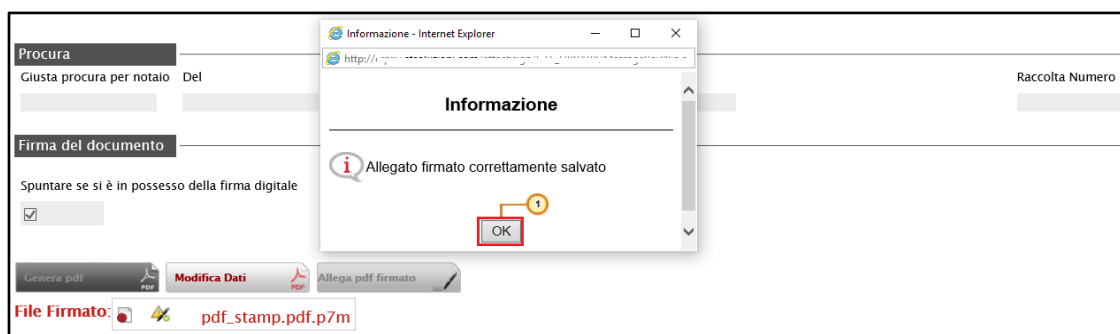 Informazione - Internet Explorer
Procura
Giusta procura per notaio Del
Raccolta Numero
Informazione
Firma del documento
Allegato firmato correttamente salvato
Spuntare se si è in possesso della firma digitale
1
OK
Genera pdf
PDF
Modifica Dati
PDF
Allega pdf firmato
File Firmato:
pdf_stamp.pdf.p7m